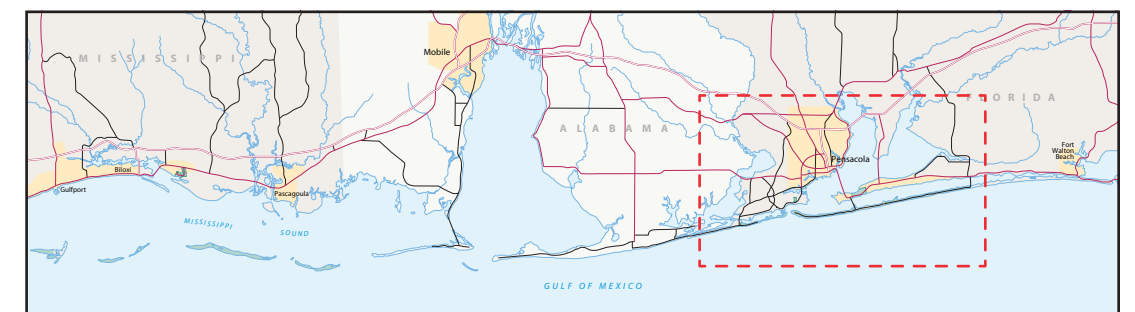 Mobile
MISSISSIPPI
FLORIDA
ALABAMA
Pensacola
Fort
Walton
Beach
Biloxi
Gulfport
Pascagoula
MISSISSIPPI
SOUND
GULF OF MEXICO